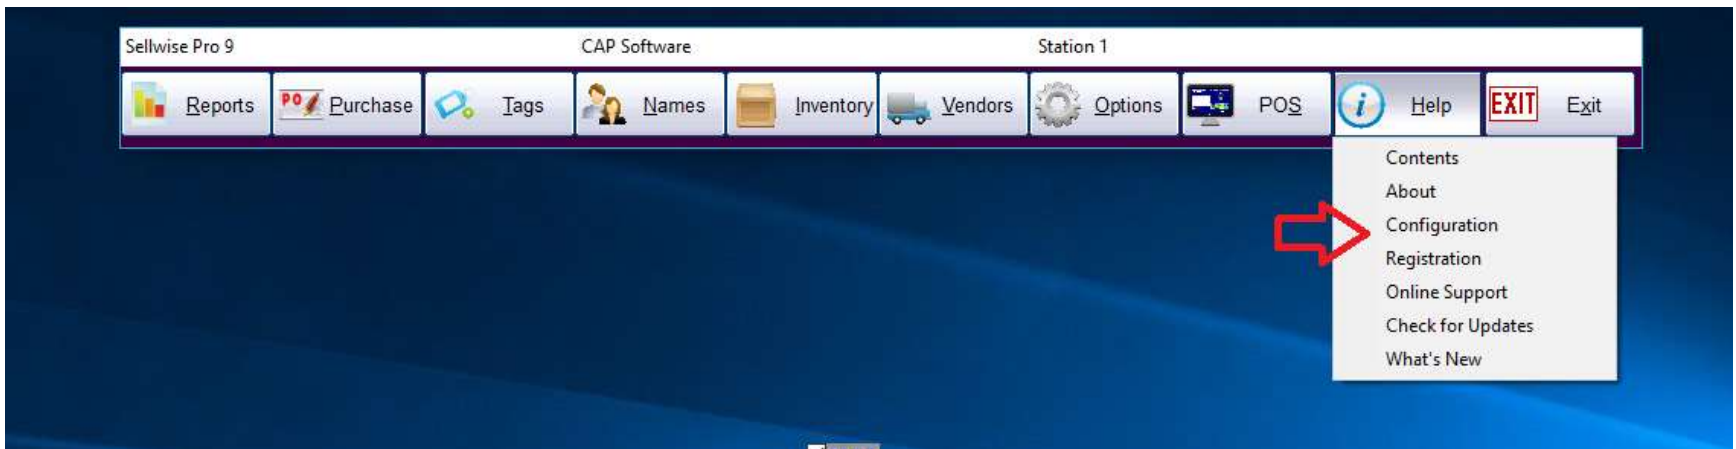 Sellwise Pro 9 CAP Software Station 1
Reports PO Purchase Tags Names Inventory Vendors Options POS i Help EXIT Exit
Contents
About
Configuration
Registration
Online Support
Check for Updates
What's New